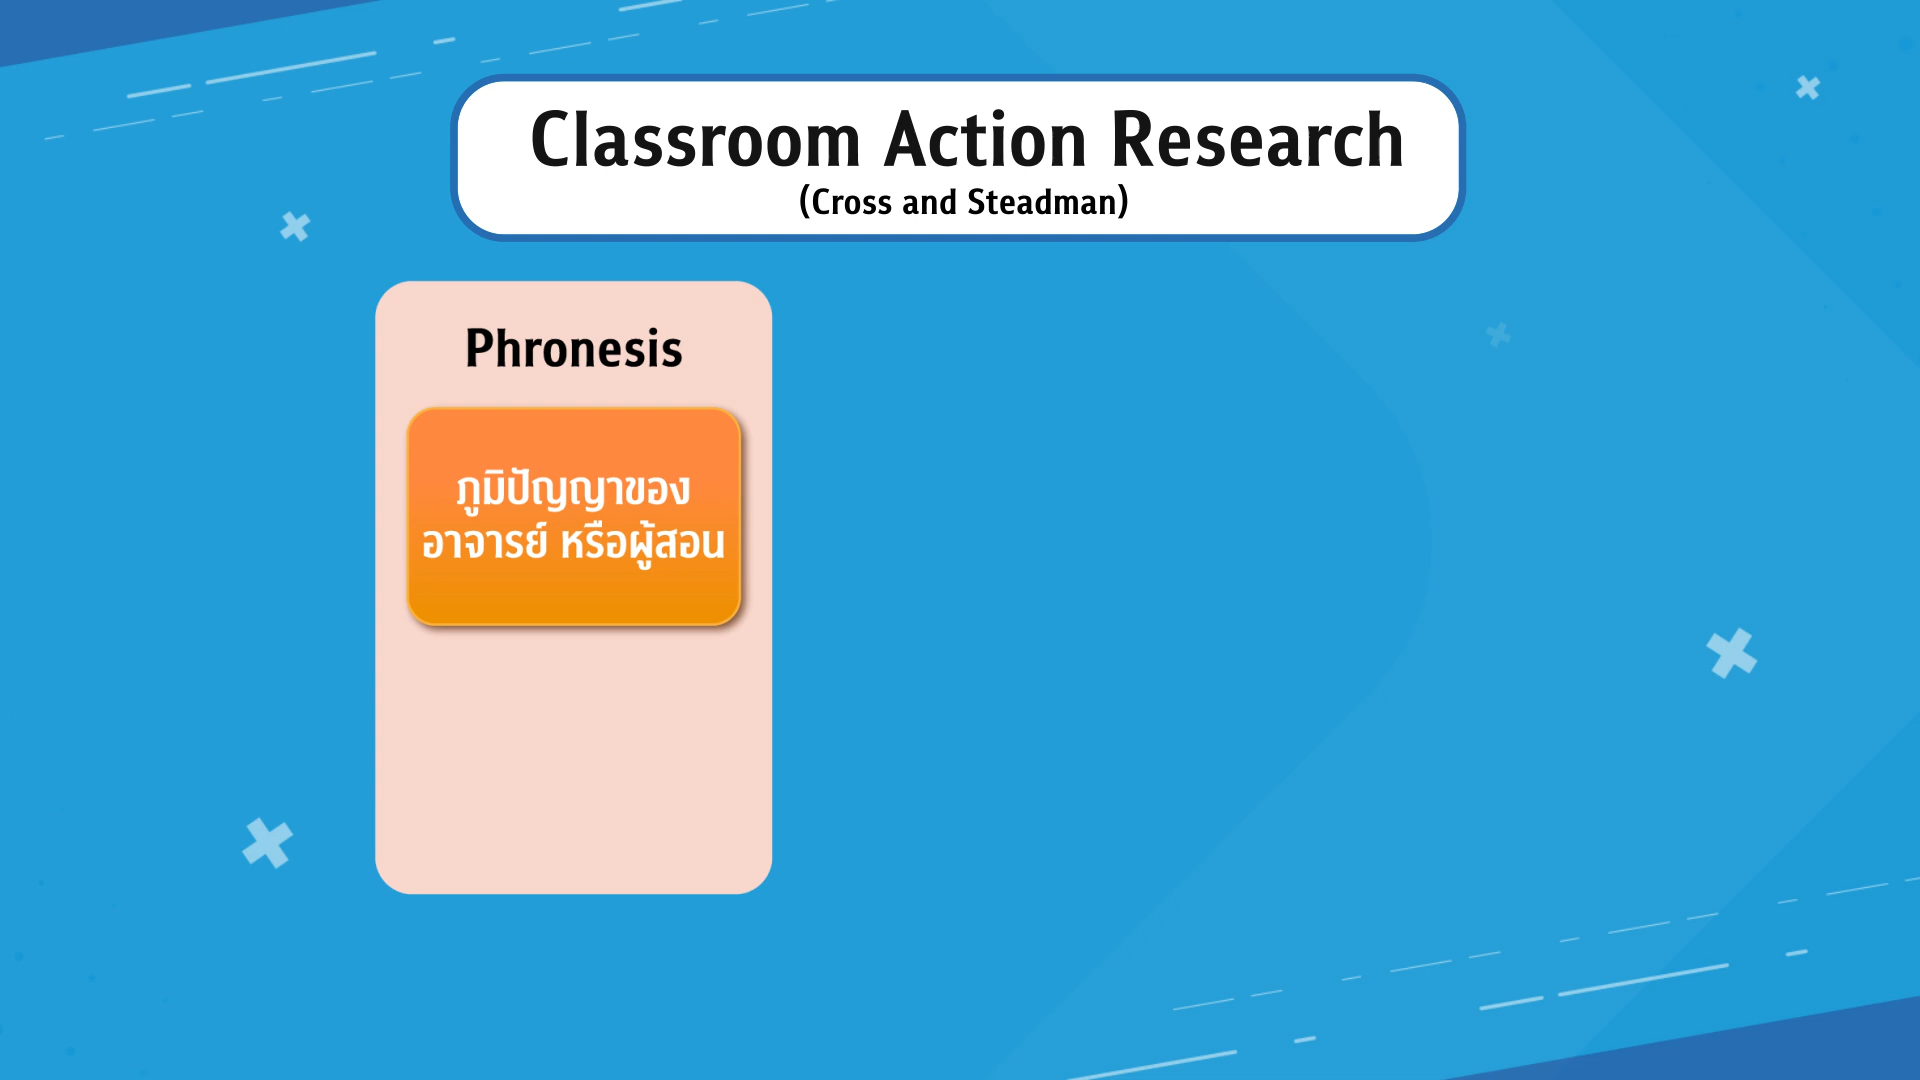 Classroom Action Research
(Cross and Steadman)
Phronesis
ภูมิปัญญาของ
อาจารย์ หรือผู้สอน